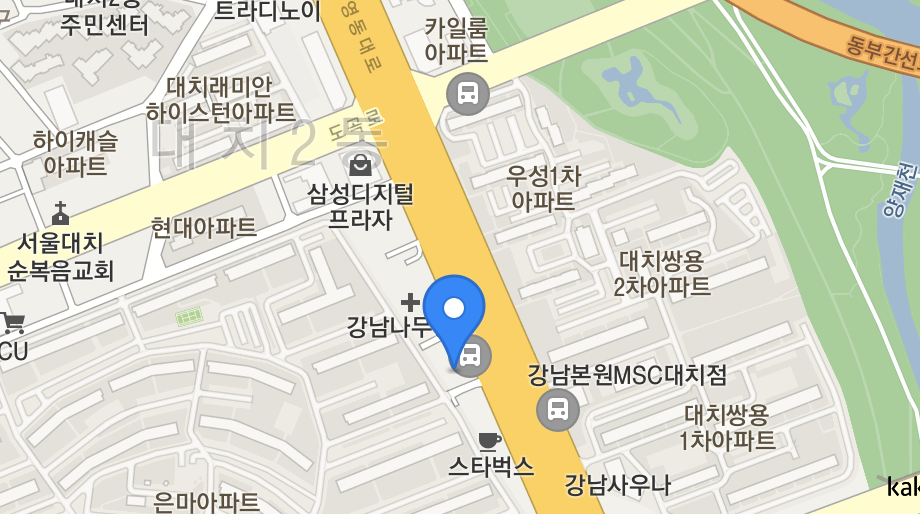 대치2동
주민센터
트라디노이
영동대로
카일룸
아파트
동부간선
대치래미안
하이스턴아파트
도곡로
대치2동
하이캐슬
아파트
양재천
삼성디지털
프라자
우성1차
아파트
현대아파트
서울대치
순복음교회
대치쌍용
2차아파트
강남나무
CU
강남본원MSC대치점
대치쌍용
1차아파트
스타벅스
강남사우나
은마아파트
kak